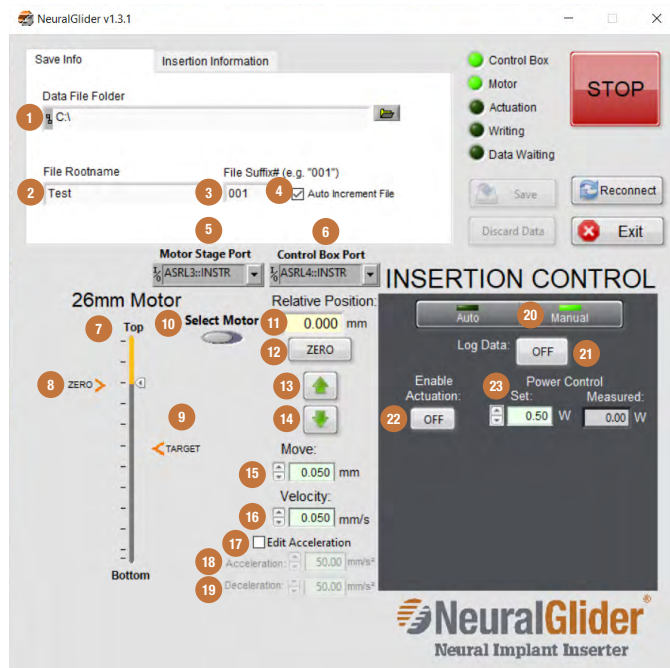 NeuralGlider v1.3.1
Save Info
Insertion Information
Data File Folder
1
C:\
File Rootname
File Suffix# (e.g. "001")
2
Test
3
001
4
Auto Increment File
Control Box
Motor
Actuation
Writing
Data Waiting
STOP
Save
Reconnect
Discard Data
Exit
5
6
Motor Stage Port
Control Box Port
ASRL3::INSTR
ASRL4::INSTR
26mm Motor
7
Top
10
Select Motor
Relative Position:
11
0.000 mm
12
ZERO
8
ZERO
13
14
9
TARGET
Move:
15
0.050 mm
Velocity:
16
0.050 mm/s
17
Edit Acceleration
18
Acceleration:
50.00 mm/s²
19
Deceleration:
50.00 mm/s²
Bottom
INSERTION CONTROL
Auto
20
Manual
Log Data:
OFF
21
Enable
Actuation:
22
OFF
23
Power Control
Set:
Measured:
0.50 W
0.00 W
NeuralGlider®
Neural Implant Inserter